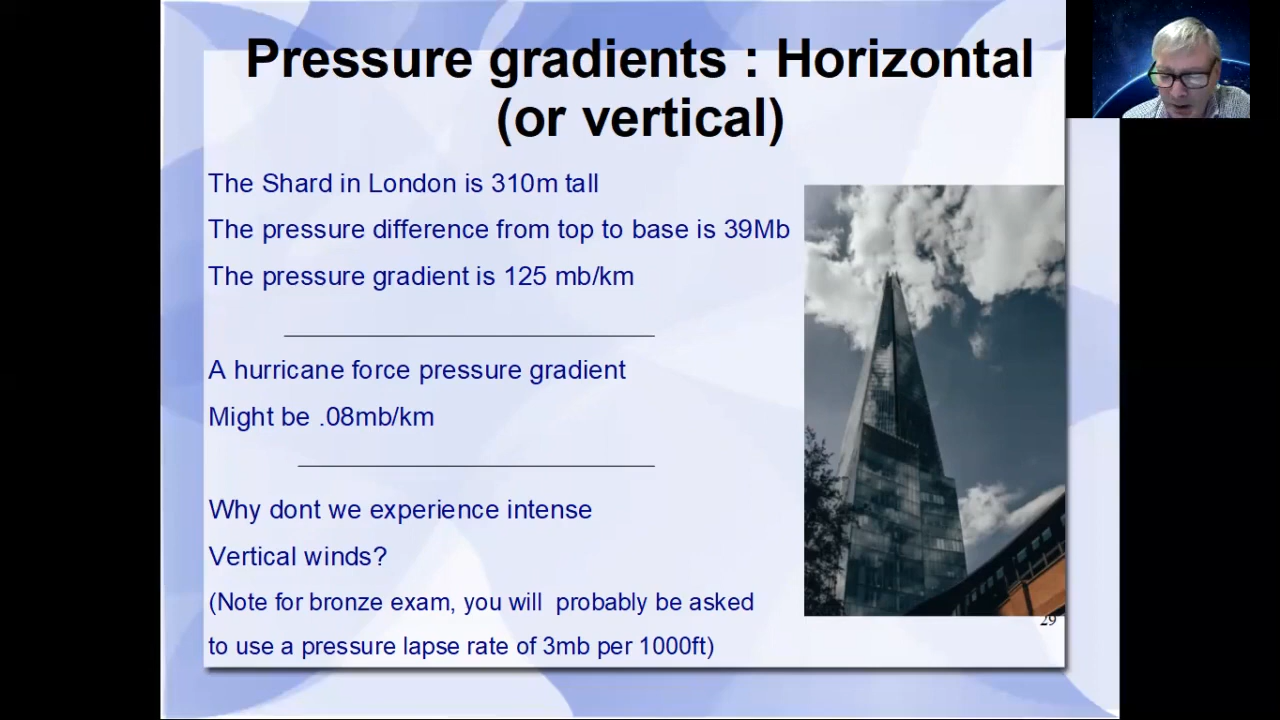 Pressure gradients : Horizontal
(or vertical)
The Shard in London is 310m tall
The pressure difference from top to base is 39Mb
The pressure gradient is 125 mb/km
A hurricane force pressure gradient
Might be .08mb/km
Why dont we experience intense
Vertical winds?
(Note for bronze exam, you will  probably be asked
to use a pressure lapse rate of 3mb per 1000ft)
29